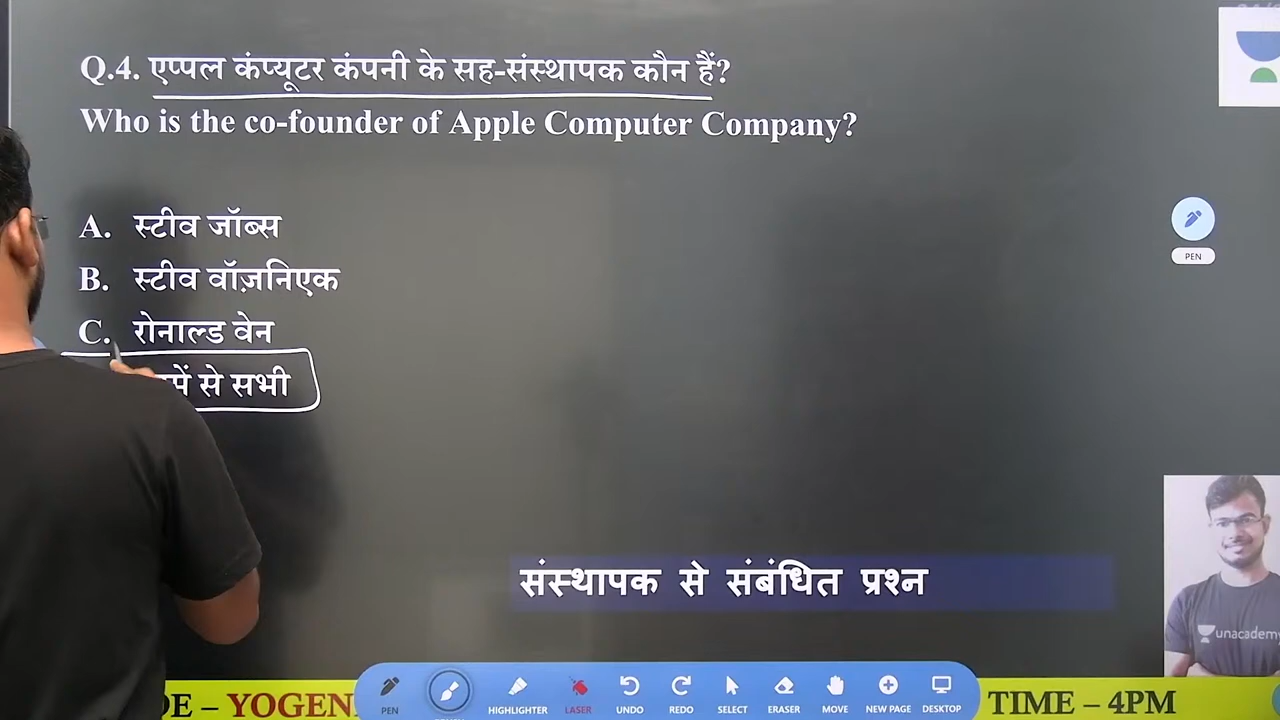 Q.4. एप्पल कंप्यूटर कंपनी के सह-संस्थापक कौन हैं?
Who is the co-founder of Apple Computer Company?
A. स्टीव जॉब्स
B. स्टीव वॉज़निएक
C. रोनाल्ड वेन
से सभी
PEN
संस्थापक से संबंधित प्रश्न
unacademy
PEN
HIGHLIGHTER
LASER
UNDO
REDO
SELECT
ERASER
MOVE
NEW PAGE
DESKTOP
DE – YOGEN
TIME – 4PM